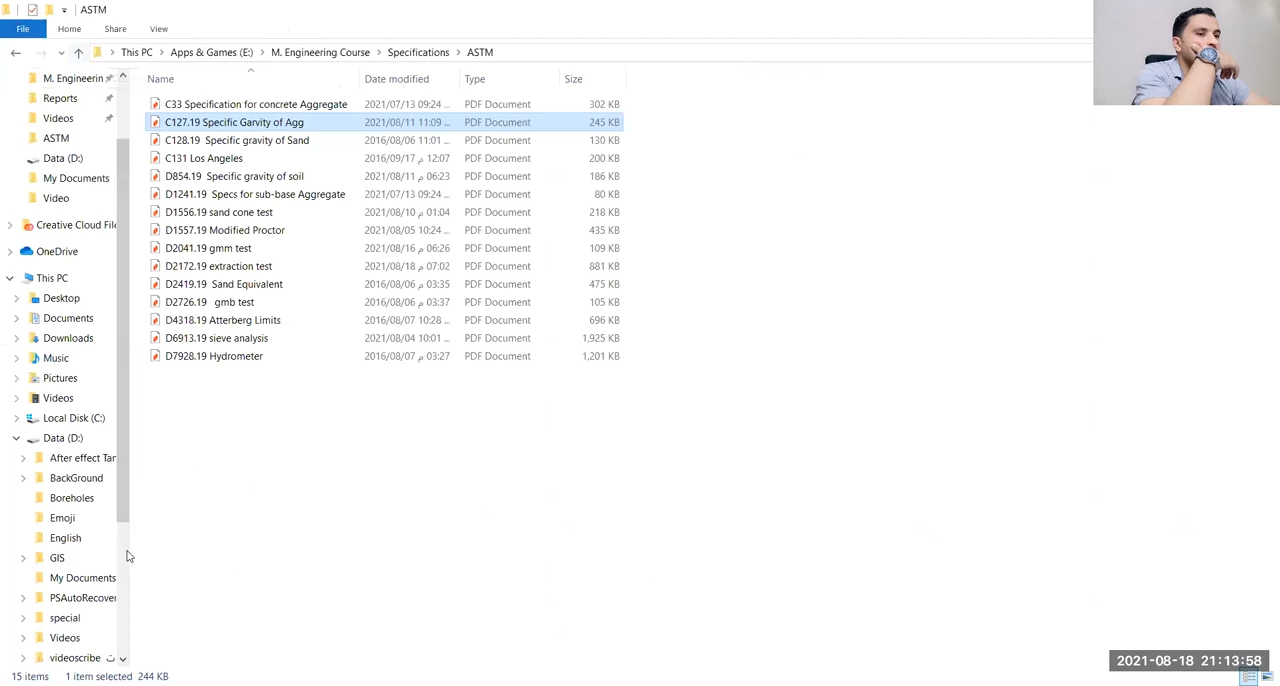 ASTM
File Home Share View
This PC > Apps & Games (E:) > M. Engineering Course > Specifications > ASTM
Name Date modified Type Size
M. Engineerin
Reports
Videos
ASTM
Data (D:)
My Documents
Video
Creative Cloud File
OneDrive
This PC
Desktop
Documents
Downloads
Music
Pictures
Videos
Local Disk (C:)
Data (D:)
After effect Tar
BackGround
Boreholes
Emoji
English
GIS
My Documents
PSAutoRecover
special
Videos
videoscribe
C33 Specification for concrete Aggregate 2021/07/13 09:24 ... PDF Document 302 KB
C127.19 Specific Garvity of Agg 2021/08/11 11:09 ... PDF Document 245 KB
C128.19 Specific gravity of Sand 2016/08/06 11:01 ... PDF Document 130 KB
C131 Los Angeles 2016/09/17 م 12:07 PDF Document 200 KB
D854.19 Specific gravity of soil 2021/08/11 م 06:23 PDF Document 186 KB
D1241.19 Specs for sub-base Aggregate 2021/07/13 09:24 ... PDF Document 80 KB
D1556.19 sand cone test 2021/08/10 م 01:04 PDF Document 218 KB
D1557.19 Modified Proctor 2021/08/05 10:24 ... PDF Document 435 KB
D2041.19 gmm test 2021/08/16 م 06:26 PDF Document 109 KB
D2172.19 extraction test 2021/08/18 م 07:02 PDF Document 881 KB
D2419.19 Sand Equivalent 2016/08/06 م 03:35 PDF Document 475 KB
D2726.19 gmb test 2016/08/06 م 03:37 PDF Document 105 KB
D4318.19 Atterberg Limits 2016/08/07 10:28 ... PDF Document 696 KB
D6913.19 sieve analysis 2021/08/04 10:01 ... PDF Document 1,925 KB
D7928.19 Hydrometer 2016/08/07 م 03:27 PDF Document 1,201 KB
2021-08-18 21:13:58
15 items 1 item selected 244 KB